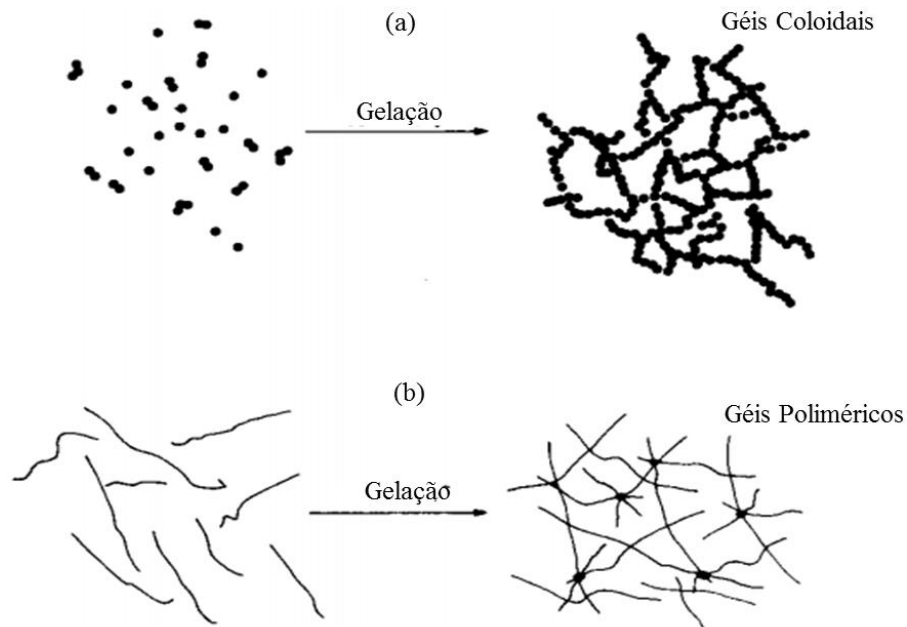 (a)
Géis Coloidais
Gelação
(b)
Géis Poliméricos
Gelação